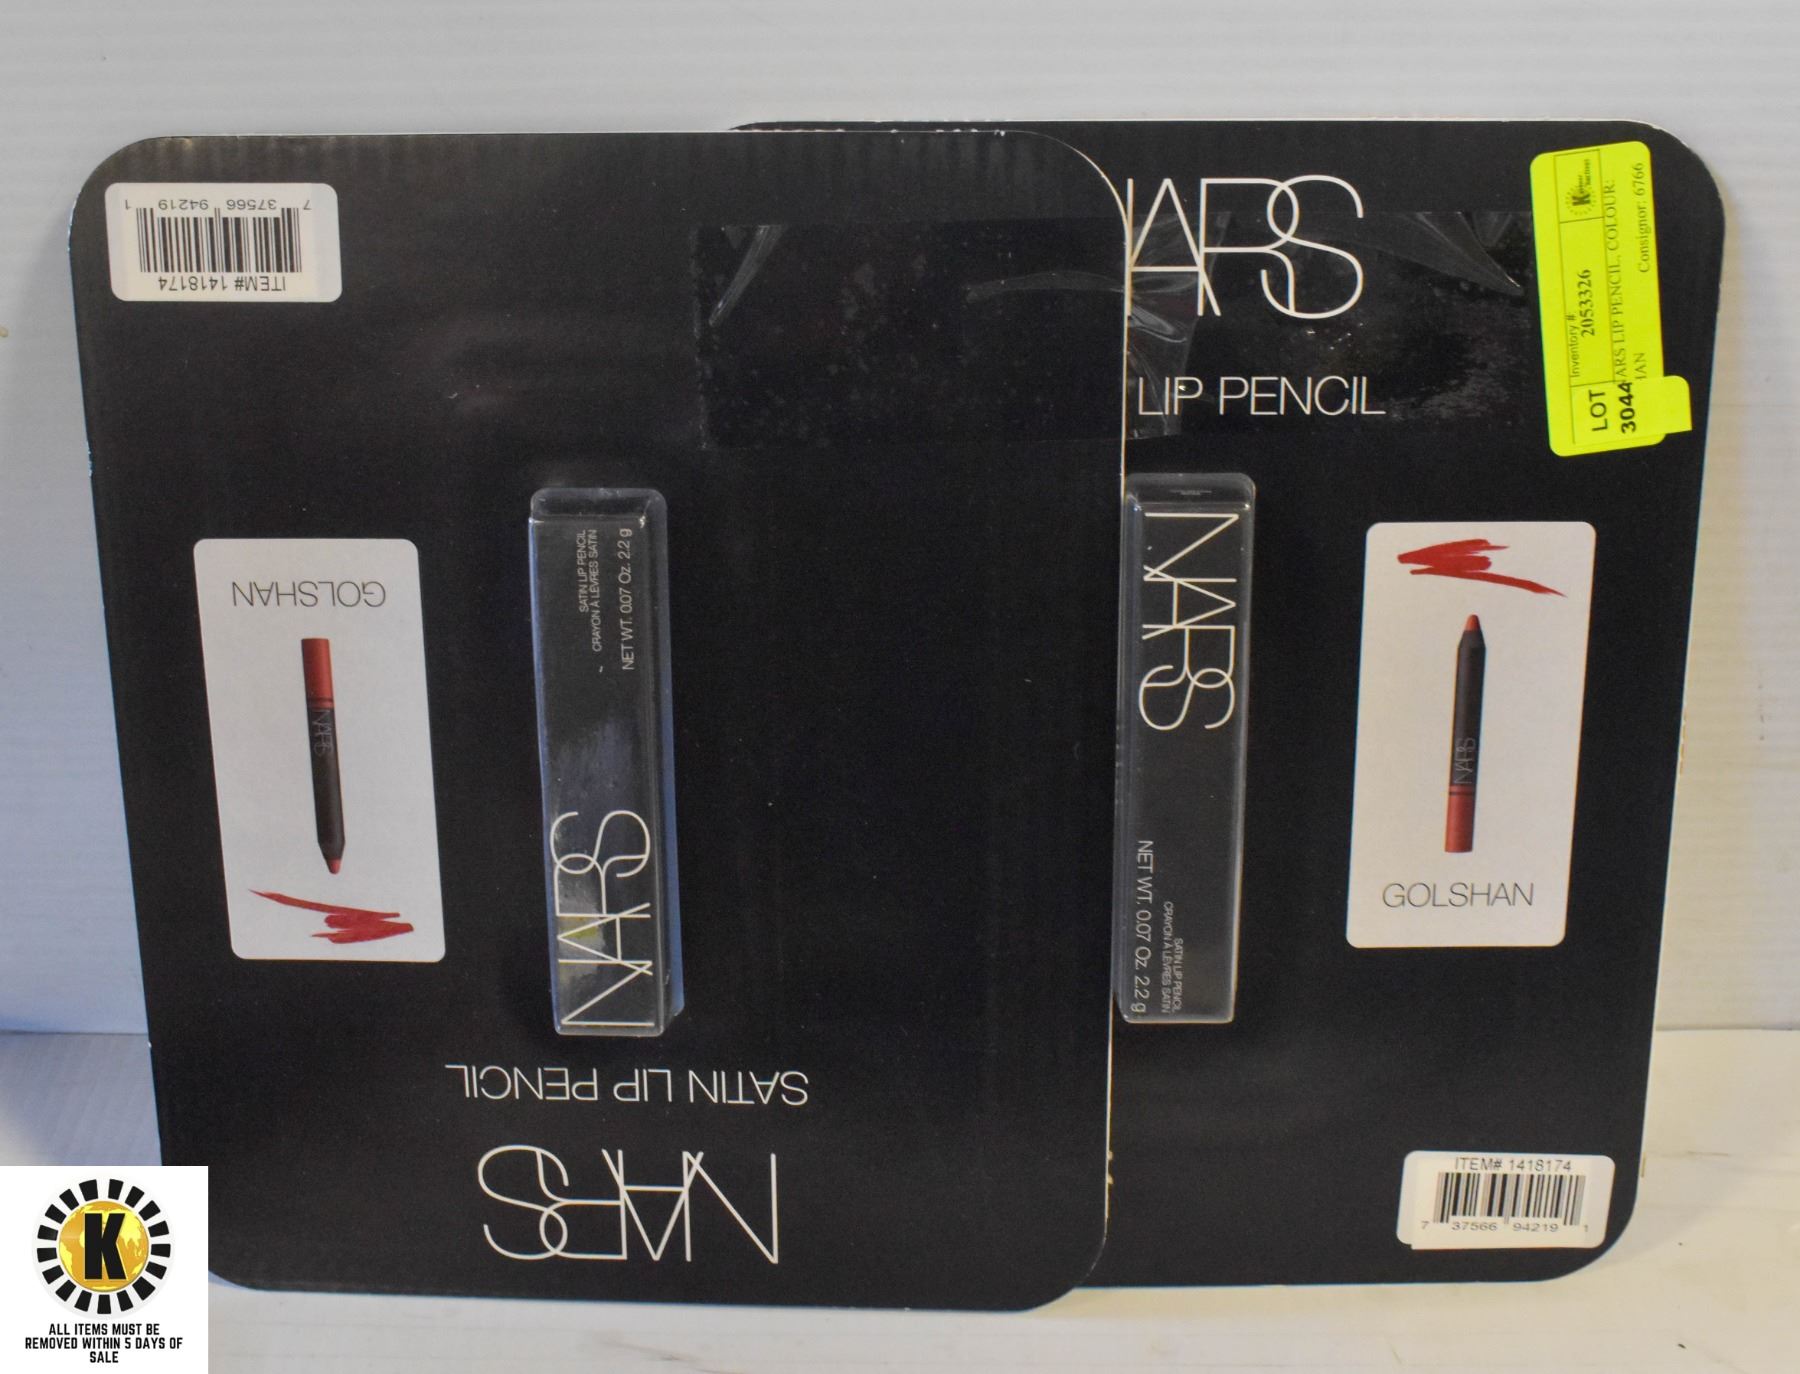 ITEM# 1418174
7 37566 94219 1
GOLSHAN
NARS
SATIN LIP PENCIL
CRAYON À LÈVRES SATIN
NET WT. 0.07 Oz. 2.2 g
NARS
SATIN LIP PENCIL
NARS
ARS
LIP PENCIL
Inventory #
2053326
LOT
3044
ARS LIP PENCIL, COLOUR:
HAN
Consignor: 6766
NARS
NET WT. 0.07 Oz. 2.2 g
SATIN LIP PENCIL
CRAYON À LÈVRES SATIN
NARS
GOLSHAN
ITEM# 1418174
7 37566 94219 1
K
ALL ITEMS MUST BE
REMOVED WITHIN 5 DAYS OF
SALE